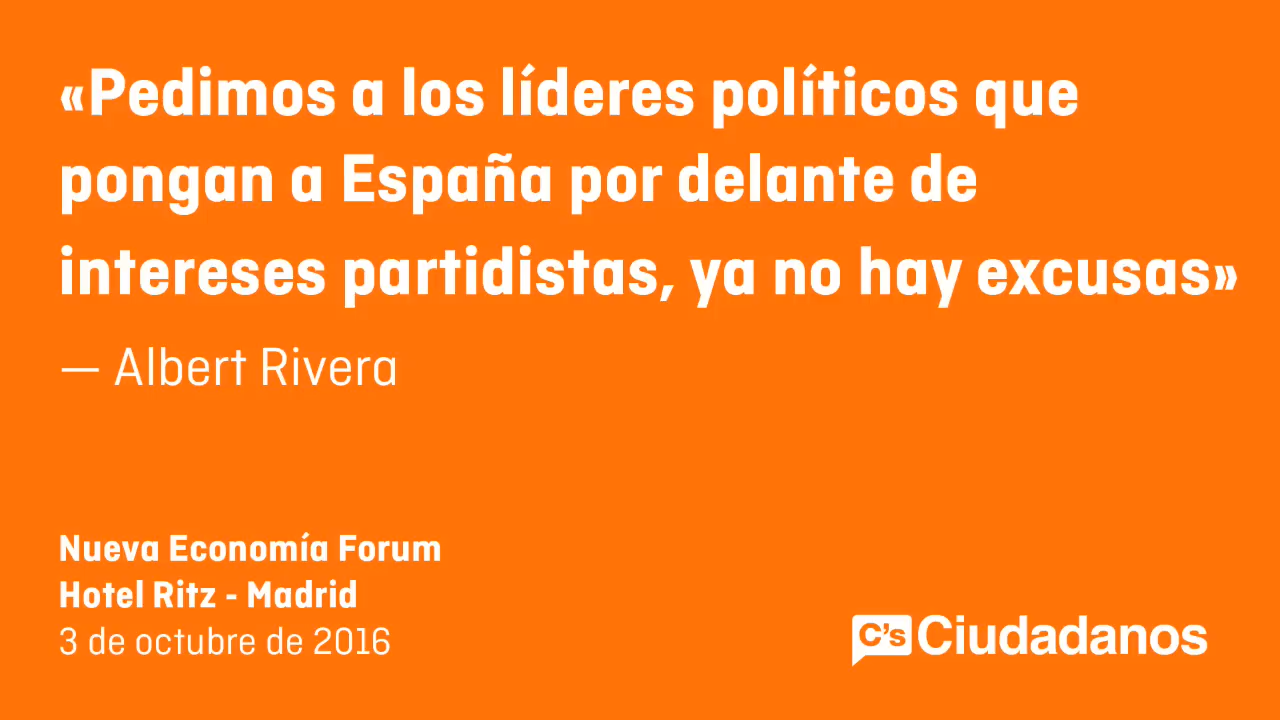 «Pedimos a los líderes políticos que
pongan a España por delante de
intereses partidistas, ya no hay excusas»
— Albert Rivera
Nueva Economía Forum
Hotel Ritz - Madrid
3 de octubre de 2016
C's Ciudadanos